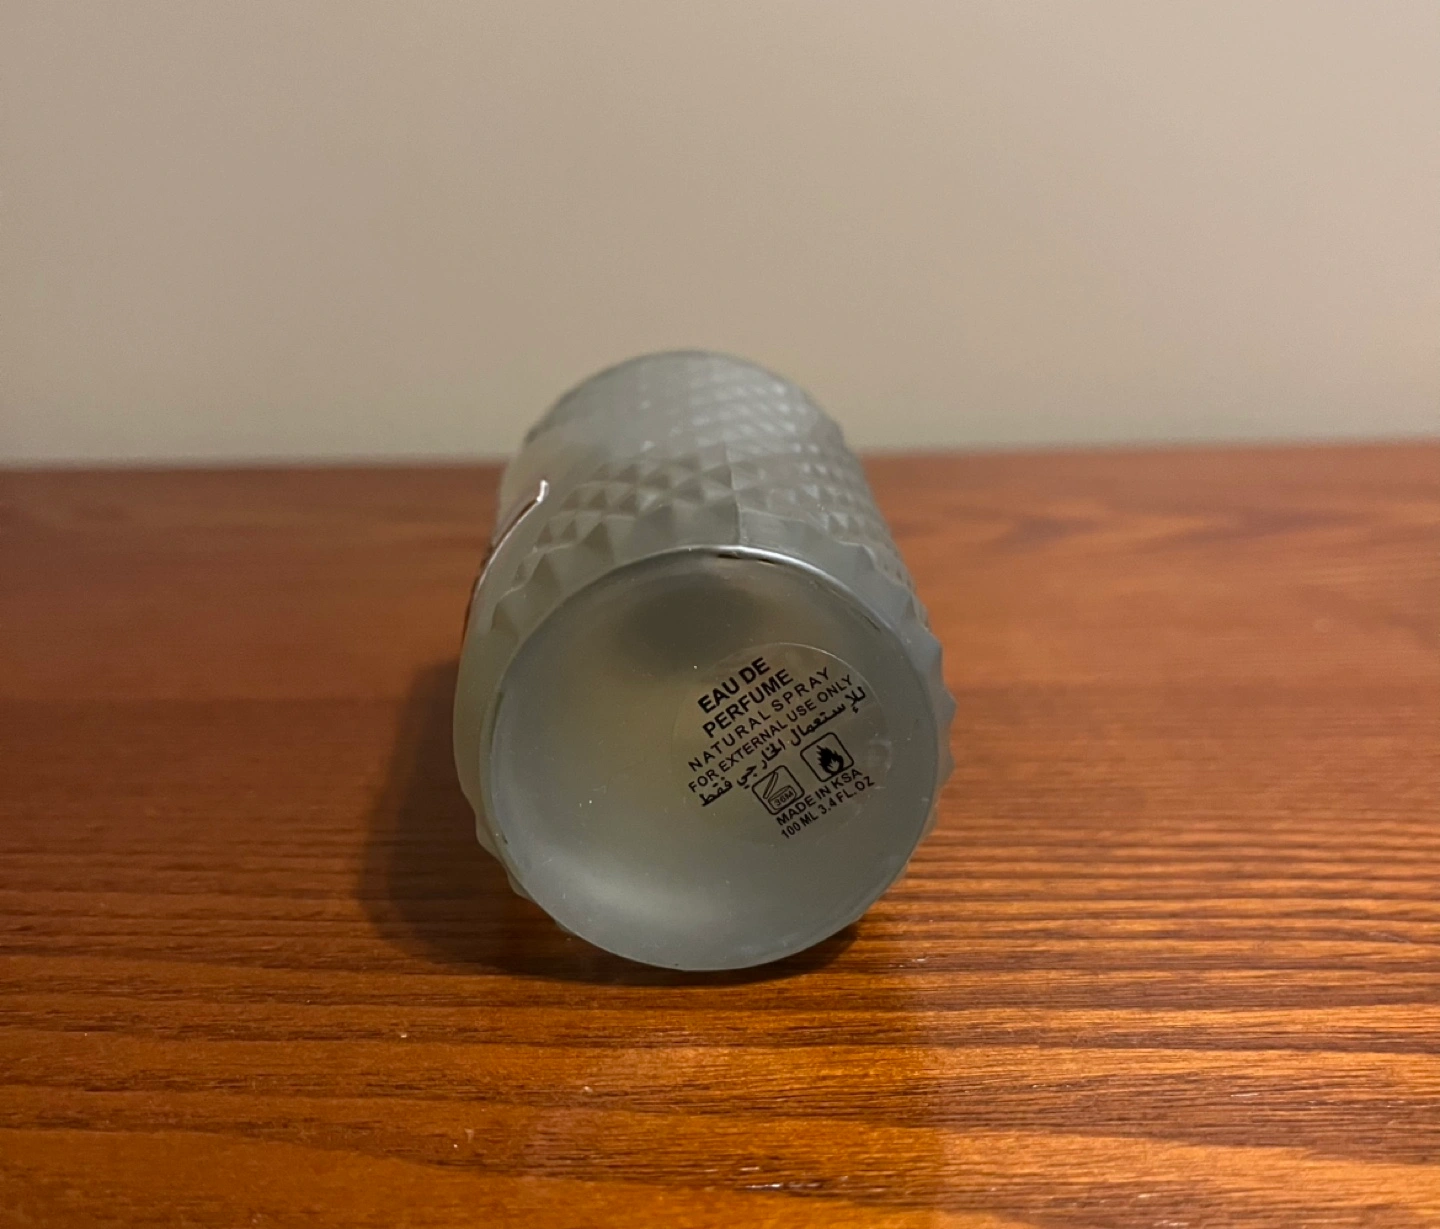 EAU DE
PERFUME
NATURAL SPRAY
FOR EXTERNAL USE ONLY
للإستعمال الخارجي فقط
36M
MADE IN KSA
100 ML 3.4 FL.OZ